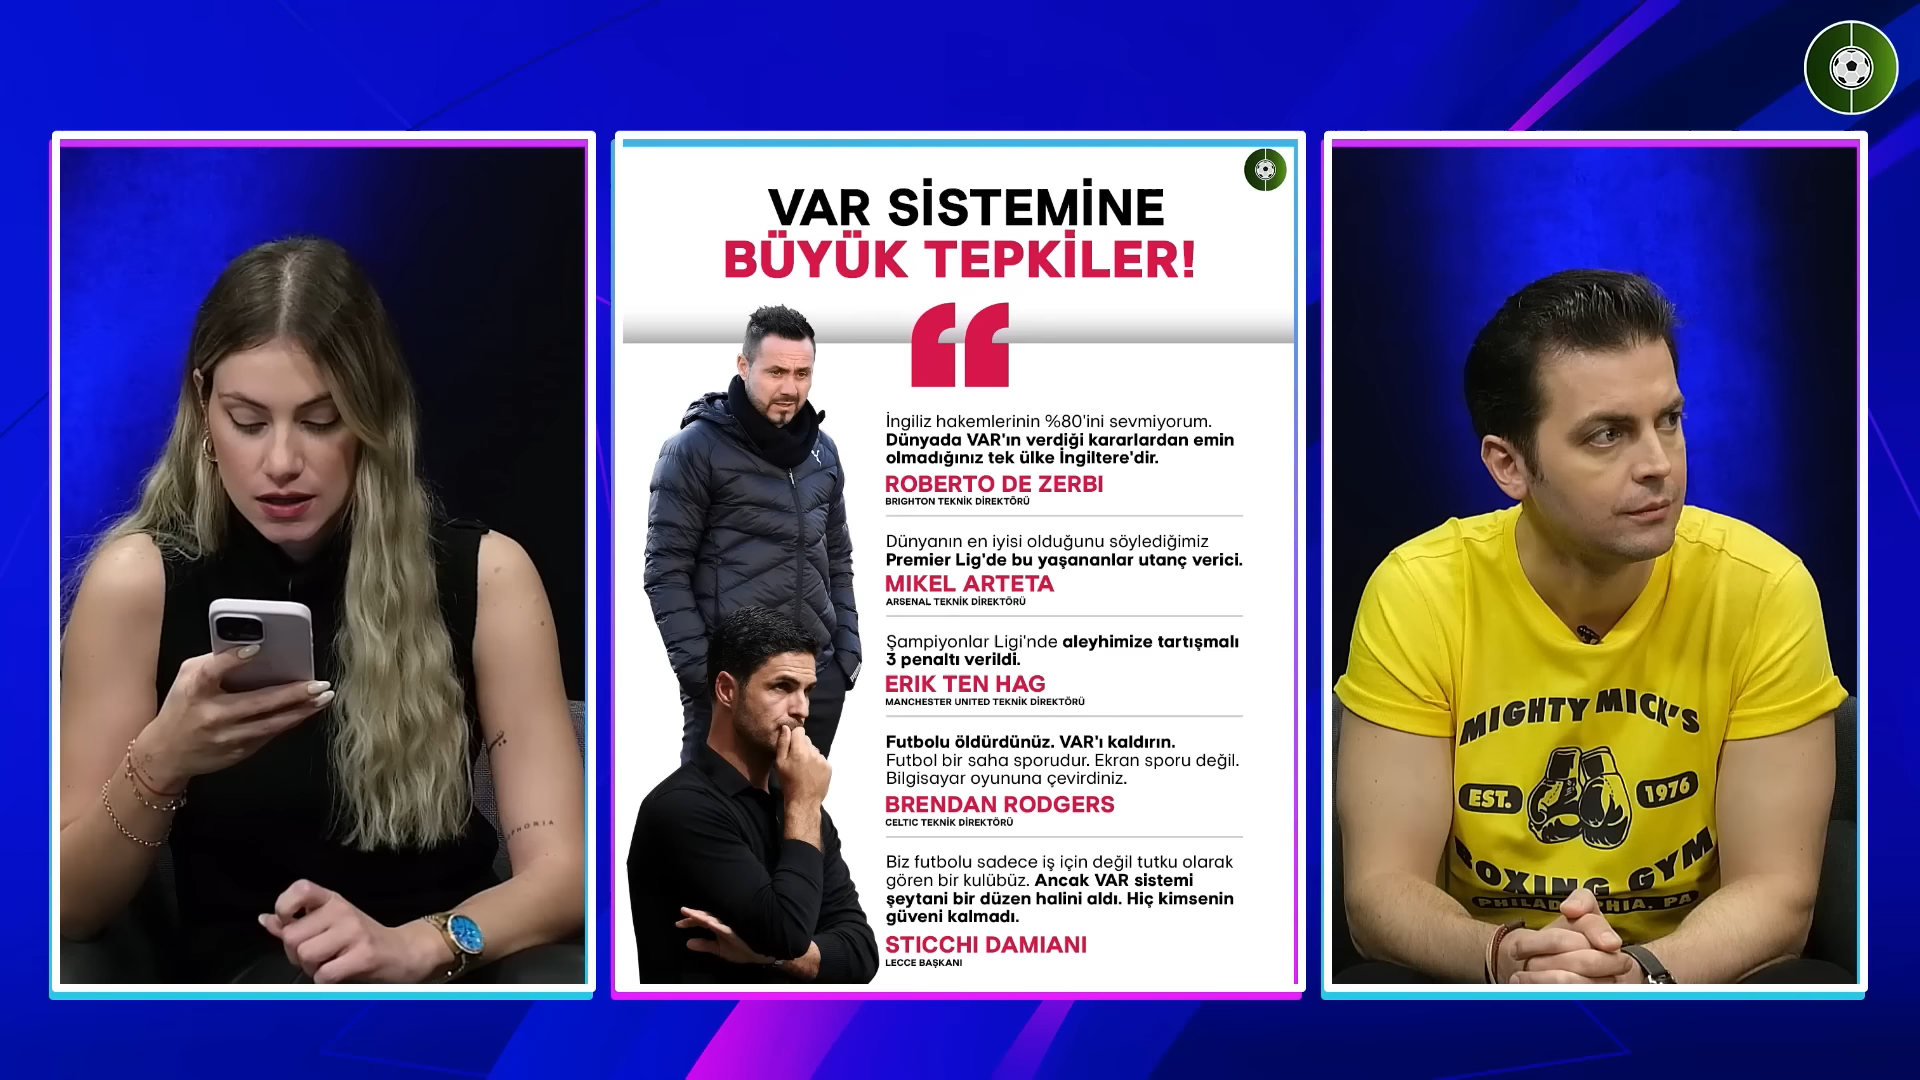 VAR SİSTEMİNE
BÜYÜK TEPKİLER!
İngiliz hakemlerinin %80'ini sevmiyorum.
Dünyada VAR'ın verdiği kararlardan emin
olmadığınız tek ülke İngiltere'dir.
ROBERTO DE ZERBI
BRIGHTON TEKNİK DİREKTÖRÜ
Dünyanın en iyisi olduğunu söylediğimiz
Premier Lig'de bu yaşananlar utanç verici.
MIKEL ARTETA
ARSENAL TEKNİK DİREKTÖRÜ
Şampiyonlar Ligi'nde aleyhimize tartışmalı
3 penaltı verildi.
ERIK TEN HAG
MANCHESTER UNITED TEKNİK DİREKTÖRÜ
Futbolu öldürdünüz. VAR'ı kaldırın.
Futbol bir saha sporudur. Ekran sporu değil.
Bilgisayar oyununa çevirdiniz.
BRENDAN RODGERS
CELTIC TEKNİK DİREKTÖRÜ
Biz futbolu sadece iş için değil tutku olarak
gören bir kulübüz. Ancak VAR sistemi
şeytani bir düzen halini aldı. Hiç kimsenin
güveni kalmadı.
STICCHI DAMIANI
LECCE BAŞKANI
MIGHTY MICK'S
EST. 1976
BOXING GYM
PHILADELPHIA, PA